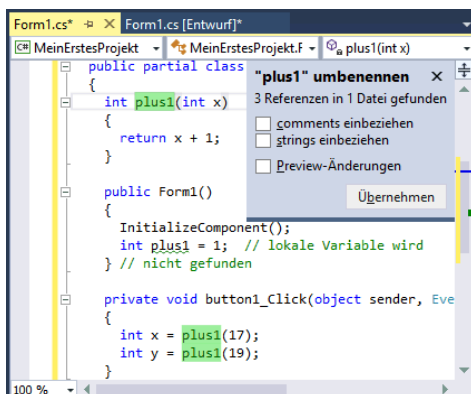 Form1.cs* Form1.cs [Entwurf]*
C# MeinErstesProjekt MeinErstesProjekt.F plus1(int x)
public partial class
"plus1" umbenennen
3 Referenzen in 1 Datei gefunden
comments einbeziehen
strings einbeziehen
Preview-Änderungen
Übernehmen
{
int plus1(int x)
{
return x + 1;
}
public Form1()
{
InitializeComponent();
int plus1 = 1; // lokale Variable wird
} // nicht gefunden
private void button1_Click(object sender, Eve
{
int x = plus1(17);
int y = plus1(19);
}
100 %